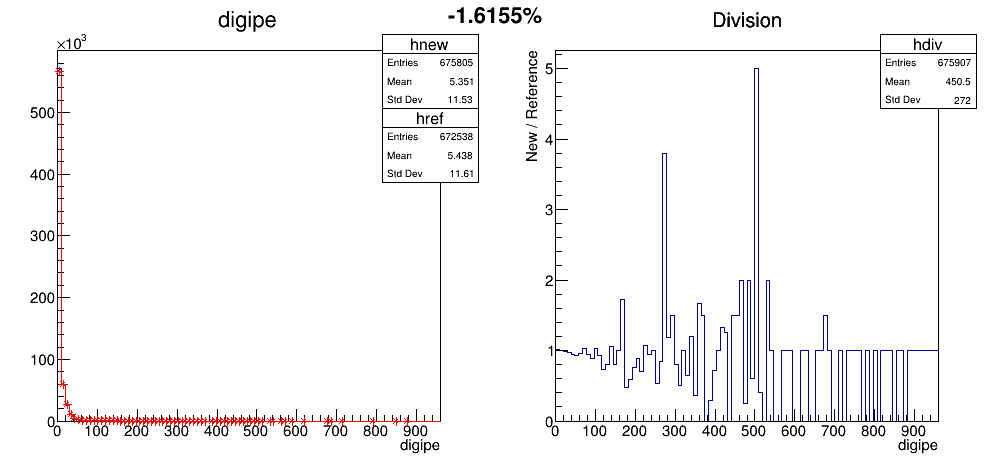 -1.6155%
digipe
×10³
hnew
Entries 675805
Mean 5.351
Std Dev 11.53
href
Entries 672538
Mean 5.438
Std Dev 11.61
500
400
300
200
100
0
0 100 200 300 400 500 600 700 800 900
digipe
Division
hdiv
Entries 675907
Mean 450.5
Std Dev 272
New / Reference
5
4
3
2
1
0
0 100 200 300 400 500 600 700 800 900
digipe